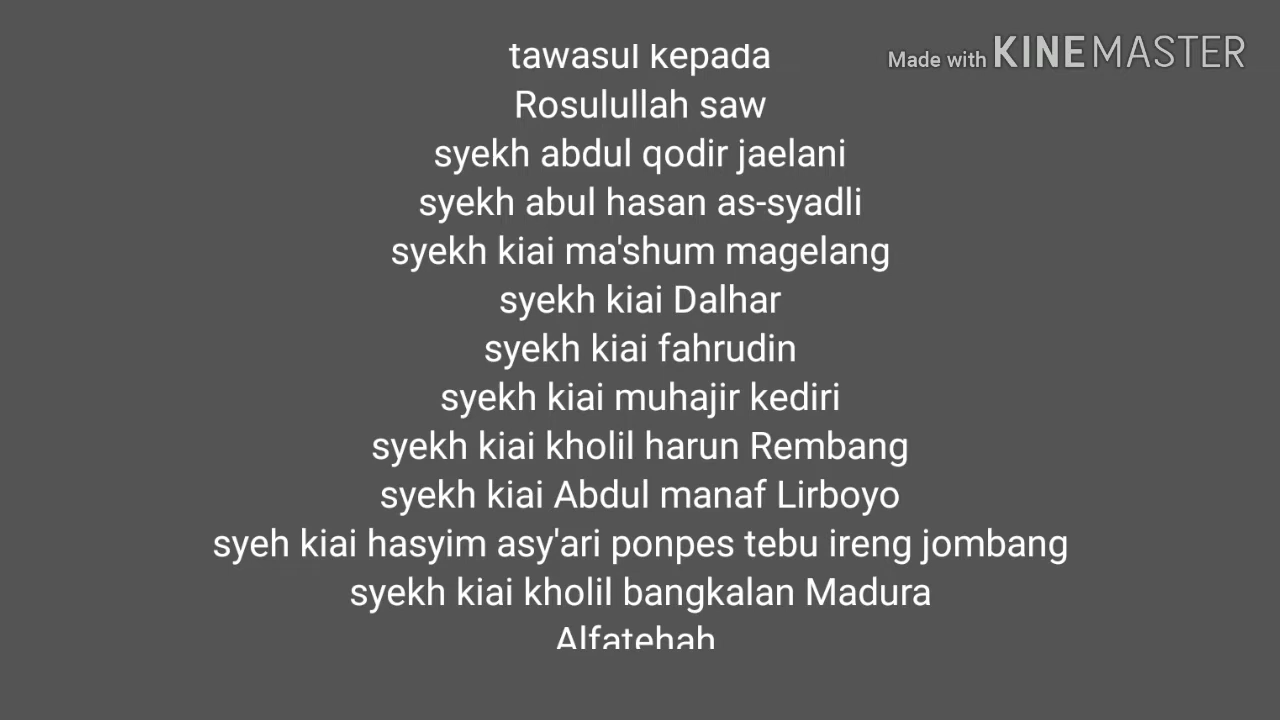 tawasul kepada
Made with KINEMASTER
Rosulullah saw
syekh abdul qodir jaelani
syekh abul hasan as-syadli
syekh kiai ma'shum magelang
syekh kiai Dalhar
syekh kiai fahrudin
syekh kiai muhajir kediri
syekh kiai kholil harun Rembang
syekh kiai Abdul manaf Lirboyo
syeh kiai hasyim asy'ari ponpes tebu ireng jombang
syekh kiai kholil bangkalan Madura
Alfatehah